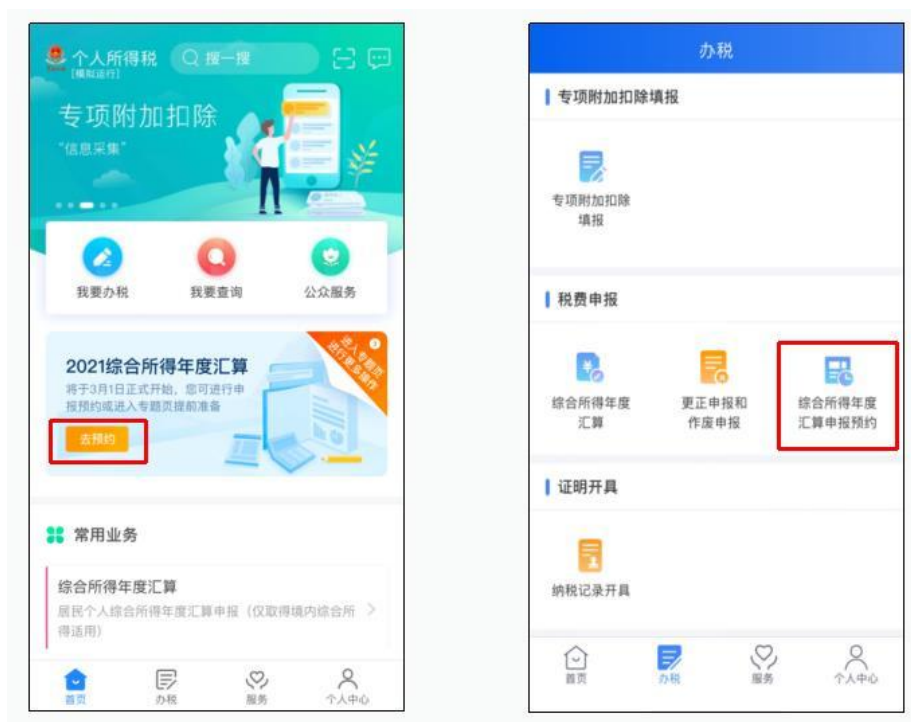 个人所得税
搜一搜
[模拟运行]
专项附加扣除
“信息采集”
我要办税
我要查询
公众服务
进入专题页
进行更多操作
2021综合所得年度汇算
将于3月1日正式开始，您可进行申
报预约或进入专题页提前准备
去预约
常用业务
综合所得年度汇算
居民个人综合所得年度汇算申报（仅取得境内综合所
得适用）
首页
办税
服务
个人中心
办税
专项附加扣除填报
专项附加扣除
填报
税费申报
综合所得年度
汇算
更正申报和
作废申报
综合所得年度
汇算申报预约
证明开具
纳税记录开具
首页
办税
服务
个人中心